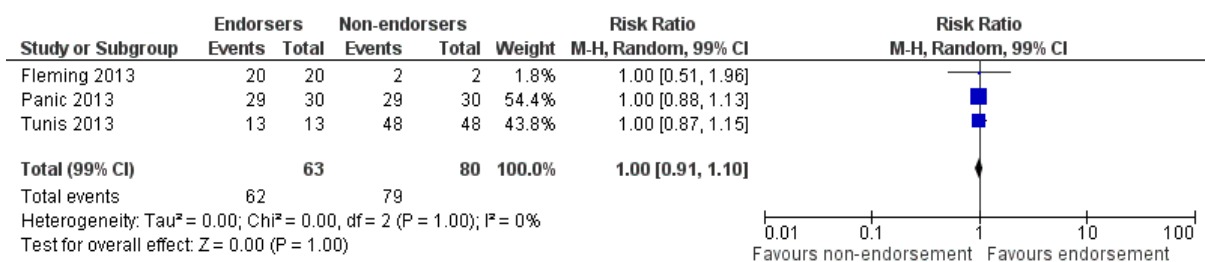 Endorsers Non-endorsers Risk Ratio Risk Ratio
Study or Subgroup Events Total Events Total Weight M-H, Random, 99% CI M-H, Random, 99% CI
Fleming 2013 20 20 2 2 1.8% 1.00 [0.51, 1.96]
Panic 2013 29 30 29 30 54.4% 1.00 [0.88, 1.13]
Tunis 2013 13 13 48 48 43.8% 1.00 [0.87, 1.15]
Total (99% CI) 63 80 100.0% 1.00 [0.91, 1.10]
Total events 62 79
Heterogeneity: Tau² = 0.00; Chi² = 0.00, df = 2 (P = 1.00); I² = 0%
Test for overall effect: Z = 0.00 (P = 1.00)
0.01 0.1 1 10 100
Favours non-endorsement Favours endorsement